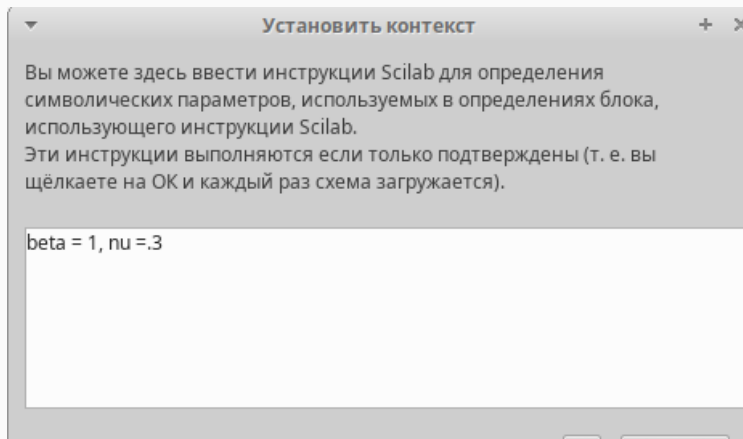 Установить контекст
Вы можете здесь ввести инструкции Scilab для определения
символических параметров, используемых в определениях блока,
использующего инструкции Scilab.
Эти инструкции выполняются если только подтверждены (т. е. вы
щёлкаете на OK и каждый раз схема загружается).
beta = 1, nu =.3